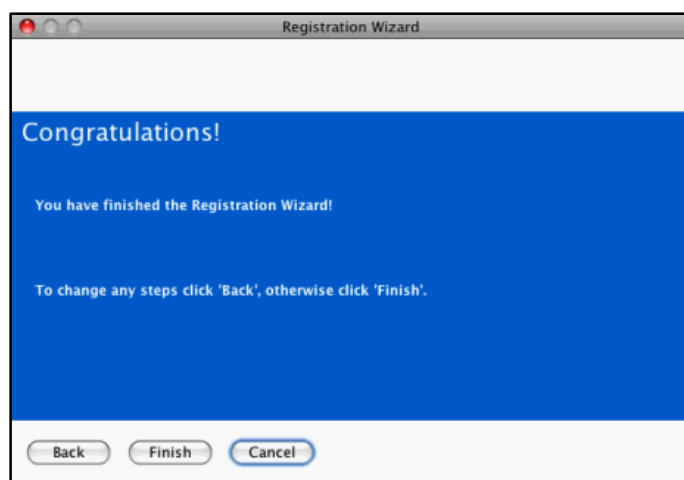 Registration Wizard
Congratulations!
You have finished the Registration Wizard!
To change any steps click 'Back', otherwise click 'Finish'.
Back Finish Cancel